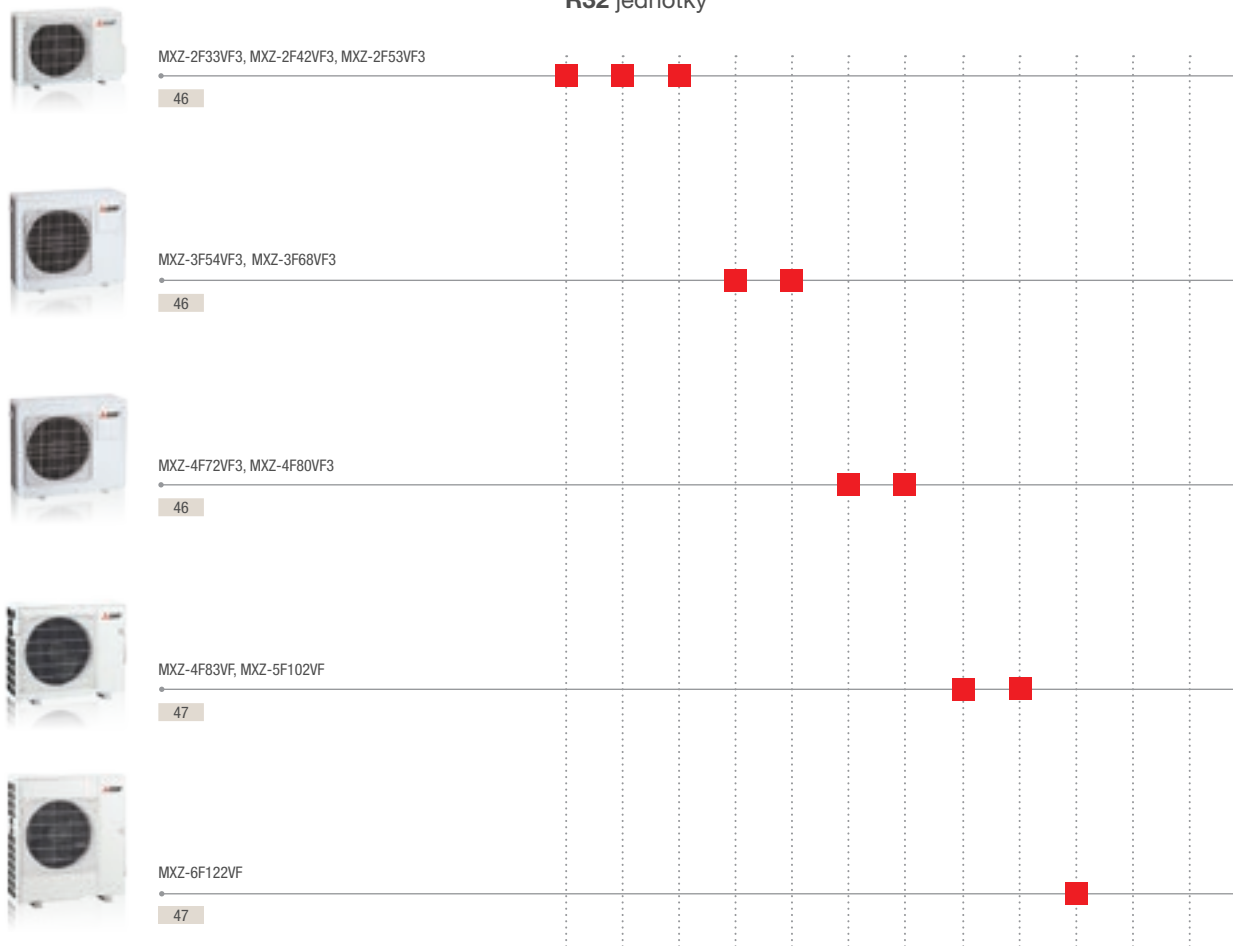 R32 jednotky
MXZ-2F33VF3, MXZ-2F42VF3, MXZ-2F53VF3
46
MXZ-3F54VF3, MXZ-3F68VF3
46
MXZ-4F72VF3, MXZ-4F80VF3
46
MXZ-4F83VF, MXZ-5F102VF
47
MXZ-6F122VF
47